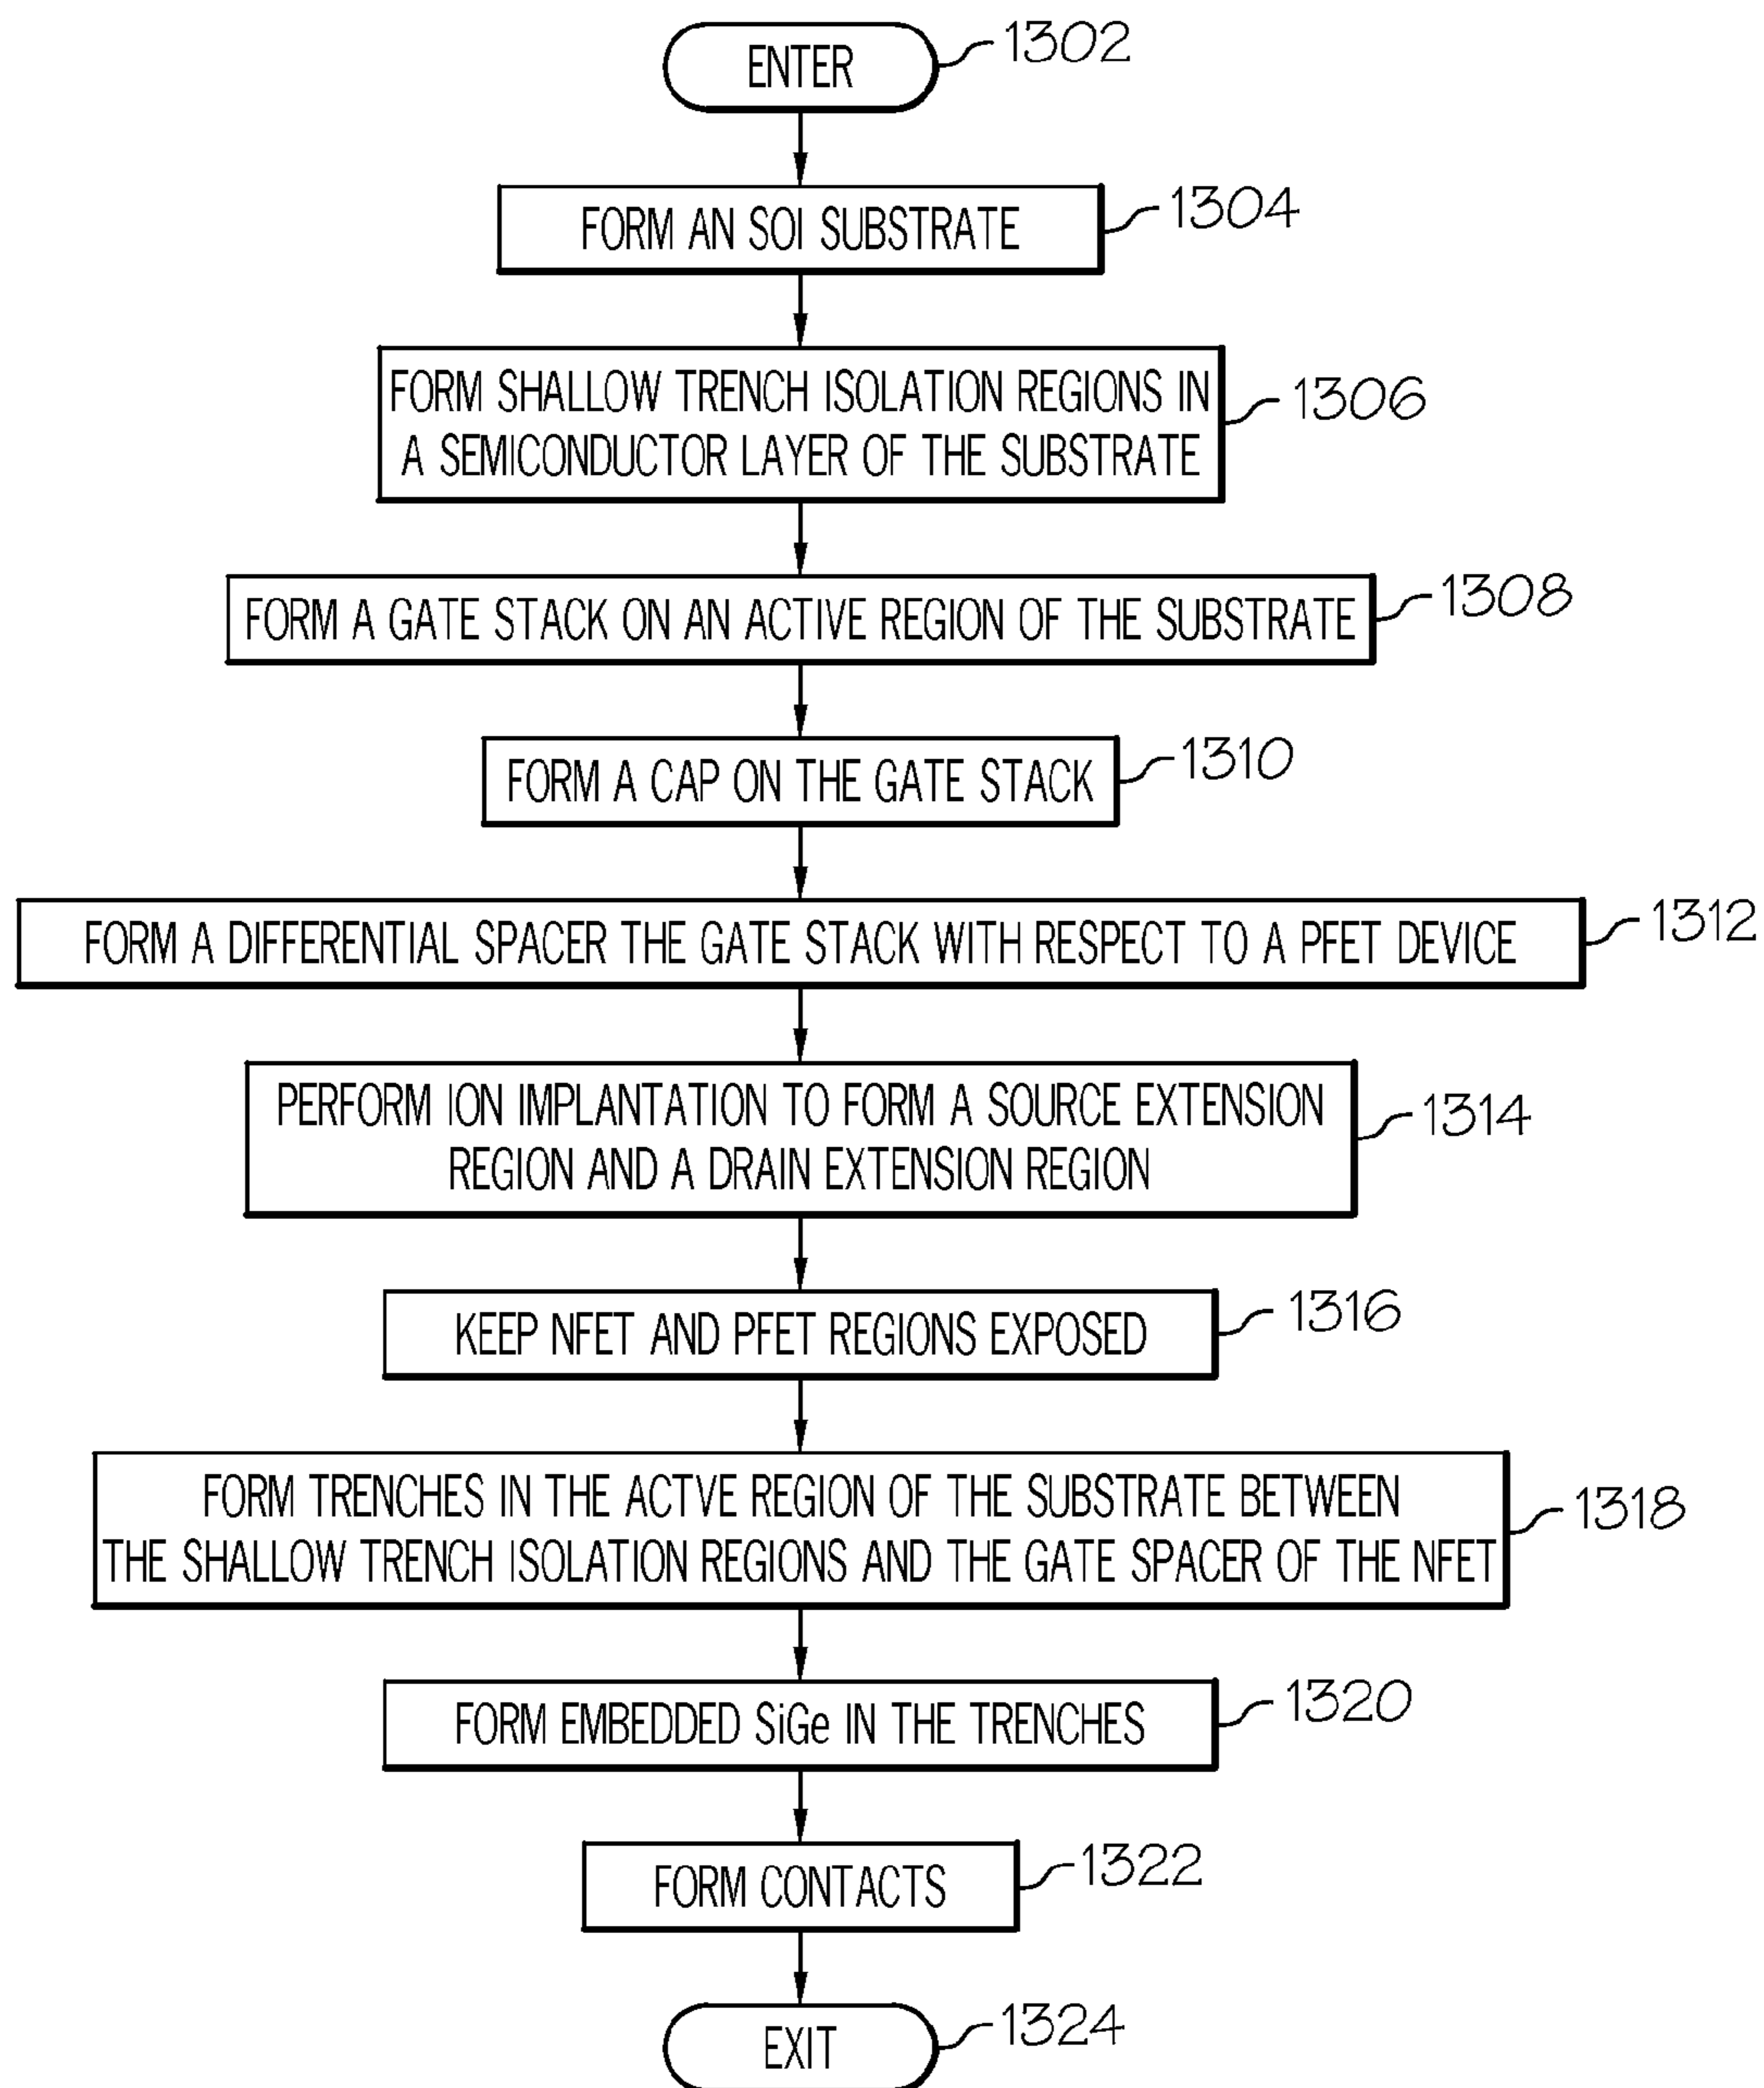 ENTER
1302
FORM AN SOI SUBSTRATE
1304
FORM SHALLOW TRENCH ISOLATION REGIONS IN
A SEMICONDUCTOR LAYER OF THE SUBSTRATE
1306
FORM A GATE STACK ON AN ACTIVE REGION OF THE SUBSTRATE
1308
FORM A CAP ON THE GATE STACK
1310
FORM A DIFFERENTIAL SPACER THE GATE STACK WITH RESPECT TO A PFET DEVICE
1312
PERFORM ION IMPLANTATION TO FORM A SOURCE EXTENSION
REGION AND A DRAIN EXTENSION REGION
1314
KEEP NFET AND PFET REGIONS EXPOSED
1316
FORM TRENCHES IN THE ACTVE REGION OF THE SUBSTRATE BETWEEN
THE SHALLOW TRENCH ISOLATION REGIONS AND THE GATE SPACER OF THE NFET
1318
FORM EMBEDDED SiGe IN THE TRENCHES
1320
FORM CONTACTS
1322
EXIT
1324